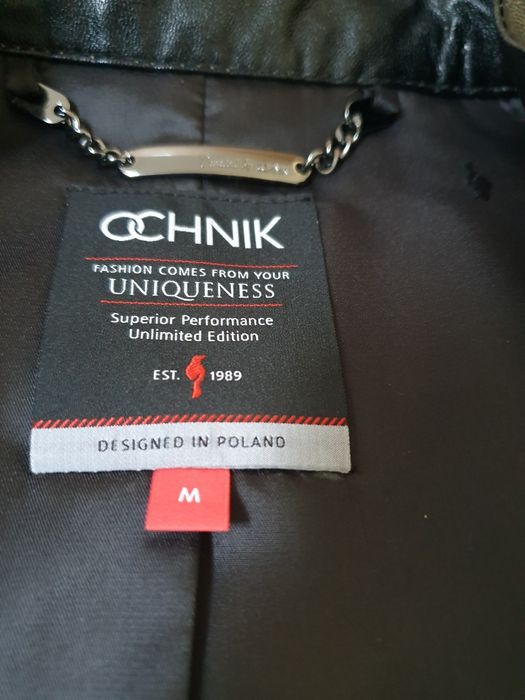 OCHNIK
FASHION COMES FROM YOUR
UNIQUENESS
Superior Performance
Unlimited Edition
EST. 1989
DESIGNED IN POLAND
M